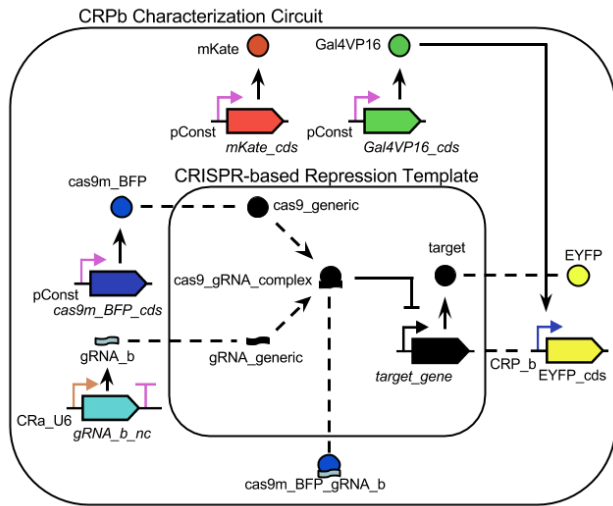 CRPb Characterization Circuit
mKate
Gal4VP16
pConst
mKate_cds
pConst
Gal4VP16_cds
CRISPR-based Repression Template
cas9m_BFP
cas9_generic
target
EYFP
pConst
cas9m_BFP_cds
cas9_gRNA_complex
gRNA_b
gRNA_generic
target_gene
CRP_b
EYFP_cds
CRa_U6
gRNA_b_nc
cas9m_BFP_gRNA_b